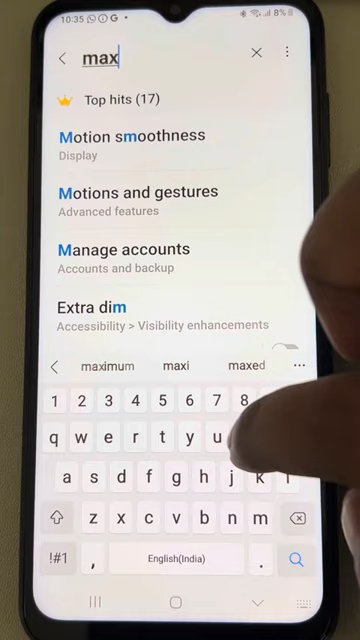 10:35 G 8%
max
Top hits (17)
Motion smoothness
Display
Motions and gestures
Advanced features
Manage accounts
Accounts and backup
Extra dim
Accessibility > Visibility enhancements
maximum maxi maxed
1 2 3 4 5 6 7 8
q w e r t y u
a s d f g h j k l
z x c v b n m
!#1 , English(India) .